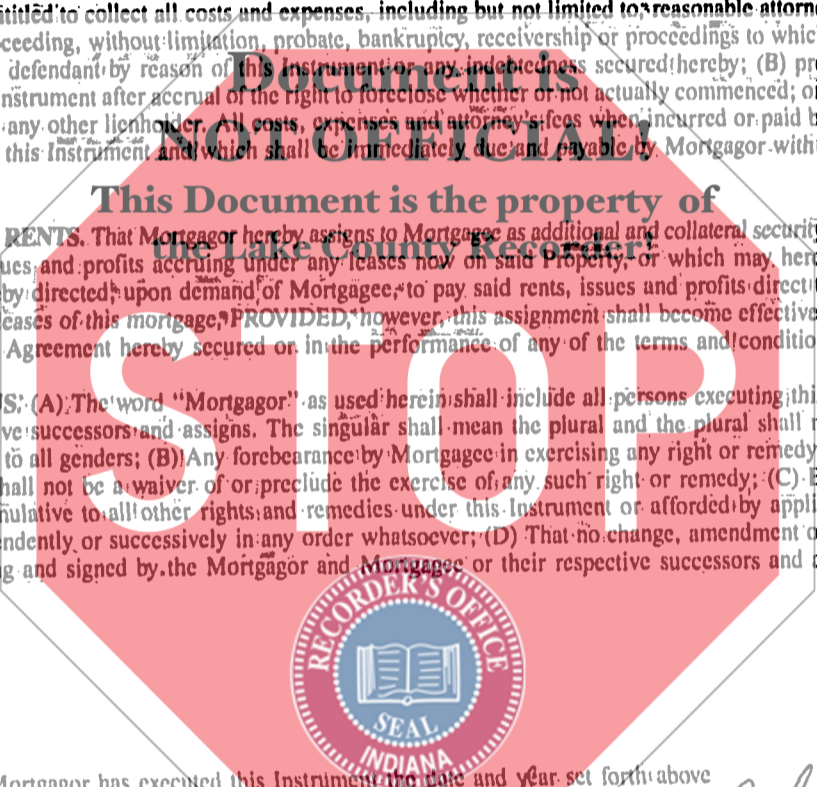 titled to collect all costs and expenses, including but not limited to reasonable attorne
ceeding, without limitation, probate, bankruptcy, receivership or proceedings to whic
defendant by reason of this Instrument or any indebtedness secured hereby; (B) pre
nstrument after accrual of the right to foreclose whether or not actually commenced; o
any other lienholder. All costs, expenses and attorney's fees when incurred or paid b
this Instrument and which shall be immediately due and payable by Mortgagor with
Document is
NOT OFFICIAL!
This Document is the property of
the Lake County Recorder!
RENTS. That Mortgagor hereby assigns to Mortgagee as additional and collateral security
ues and profits accruing under any leases now on said Property, or which may here
by directed, upon demand of Mortgagee, to pay said rents, issues and profits direct
eases of this mortgage, PROVIDED, however, this assignment shall become effective
Agreement hereby secured or in the performance of any of the terms and conditio
STOP
S. (A) The word "Mortgagor" as used herein shall include all persons executing thi
ve successors and assigns. The singular shall mean the plural and the plural shall
to all genders; (B) Any forebearance by Mortgagee in exercising any right or remedy
hall not be a waiver of or preclude the exercise of any such right or remedy; (C)
mulative to all other rights and remedies under this Instrument or afforded by appli
ndently or successively in any order whatsoever; (D) That no change, amendment o
g and signed by the Mortgagor and Mortgagee or their respective successors and
RECORDER'S OFFICE
SEAL
INDIANA
Mortgagor has executed this Instrument the date and year set forth above